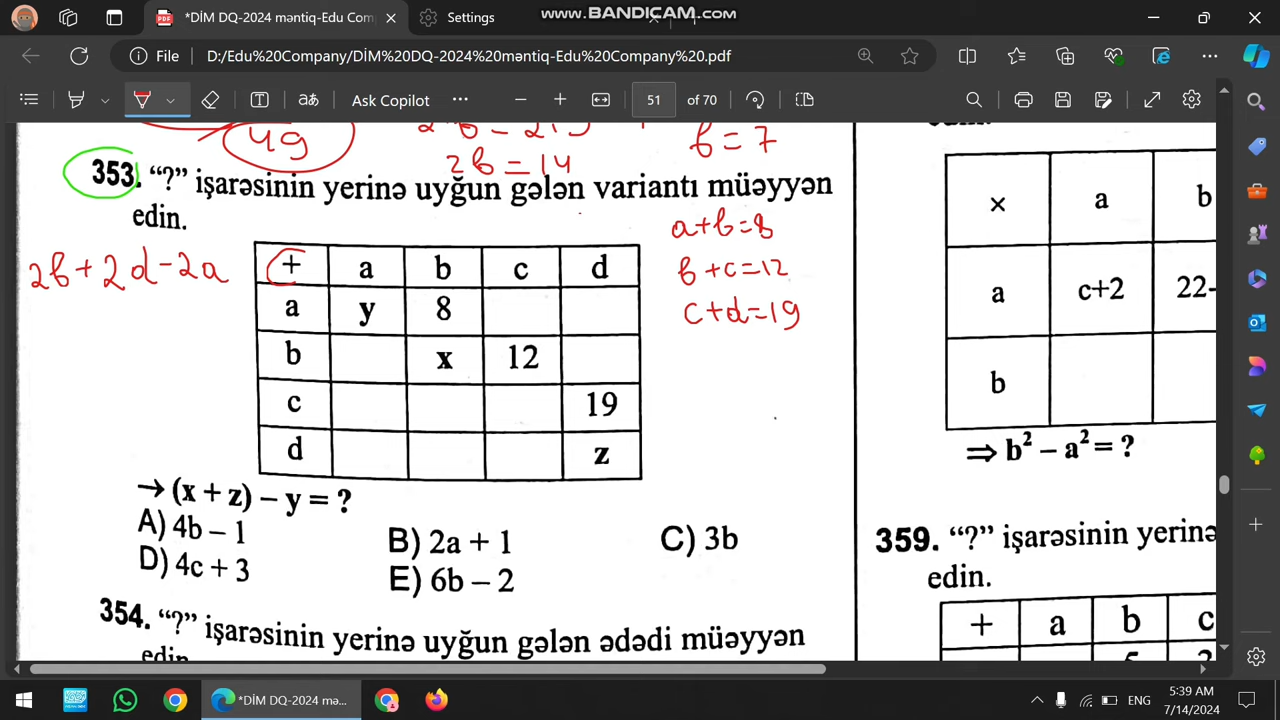 www.BANDICAM.com
*DİM DQ-2024 məntiq-Edu Com
Settings
File
D:/Edu%20Company/DİM%20DQ-2024%20məntiq-Edu%20Company%20.pdf
Ask Copilot
51 of 70
49
2b = 14
b = 7
353. “?” işarəsinin yerinə uyğun gələn variantı müəyyən
edin.
2b+2d-2a
a+b=8
b+c=12
c+d=19
+ a b c d
a y 8
b x 12
c 19
d z
→ (x + z) – y = ?
A) 4b – 1
B) 2a + 1
C) 3b
D) 4c + 3
E) 6b – 2
354. “?” işarəsinin yerinə uyğun gələn ədədi müəyyən
edin.
× a b
a c+2 22-
b
⇒ b² – a² = ?
359. “?” işarəsinin yerinə
edin.
+ a b c
*DİM DQ-2024 mə...
ENG
5:39 AM
7/14/2024